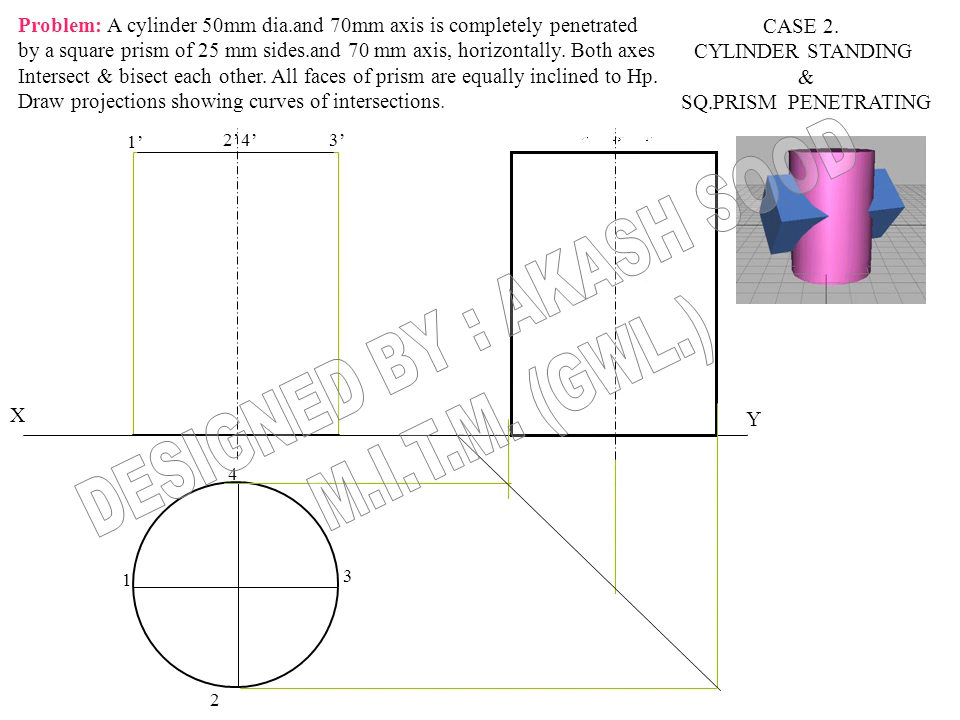 Problem: A cylinder 50mm dia.and 70mm axis is completely penetrated
by a square prism of 25 mm sides.and 70 mm axis, horizontally. Both axes
Intersect & bisect each other. All faces of prism are equally inclined to Hp.
Draw projections showing curves of intersections.
CASE 2.
CYLINDER STANDING
&
SQ.PRISM PENETRATING
1’ 2’4’ 3’
DESIGNED BY : AKASH SOOD
M.I.T.M. (GWL.)
X Y
4
1 3
2